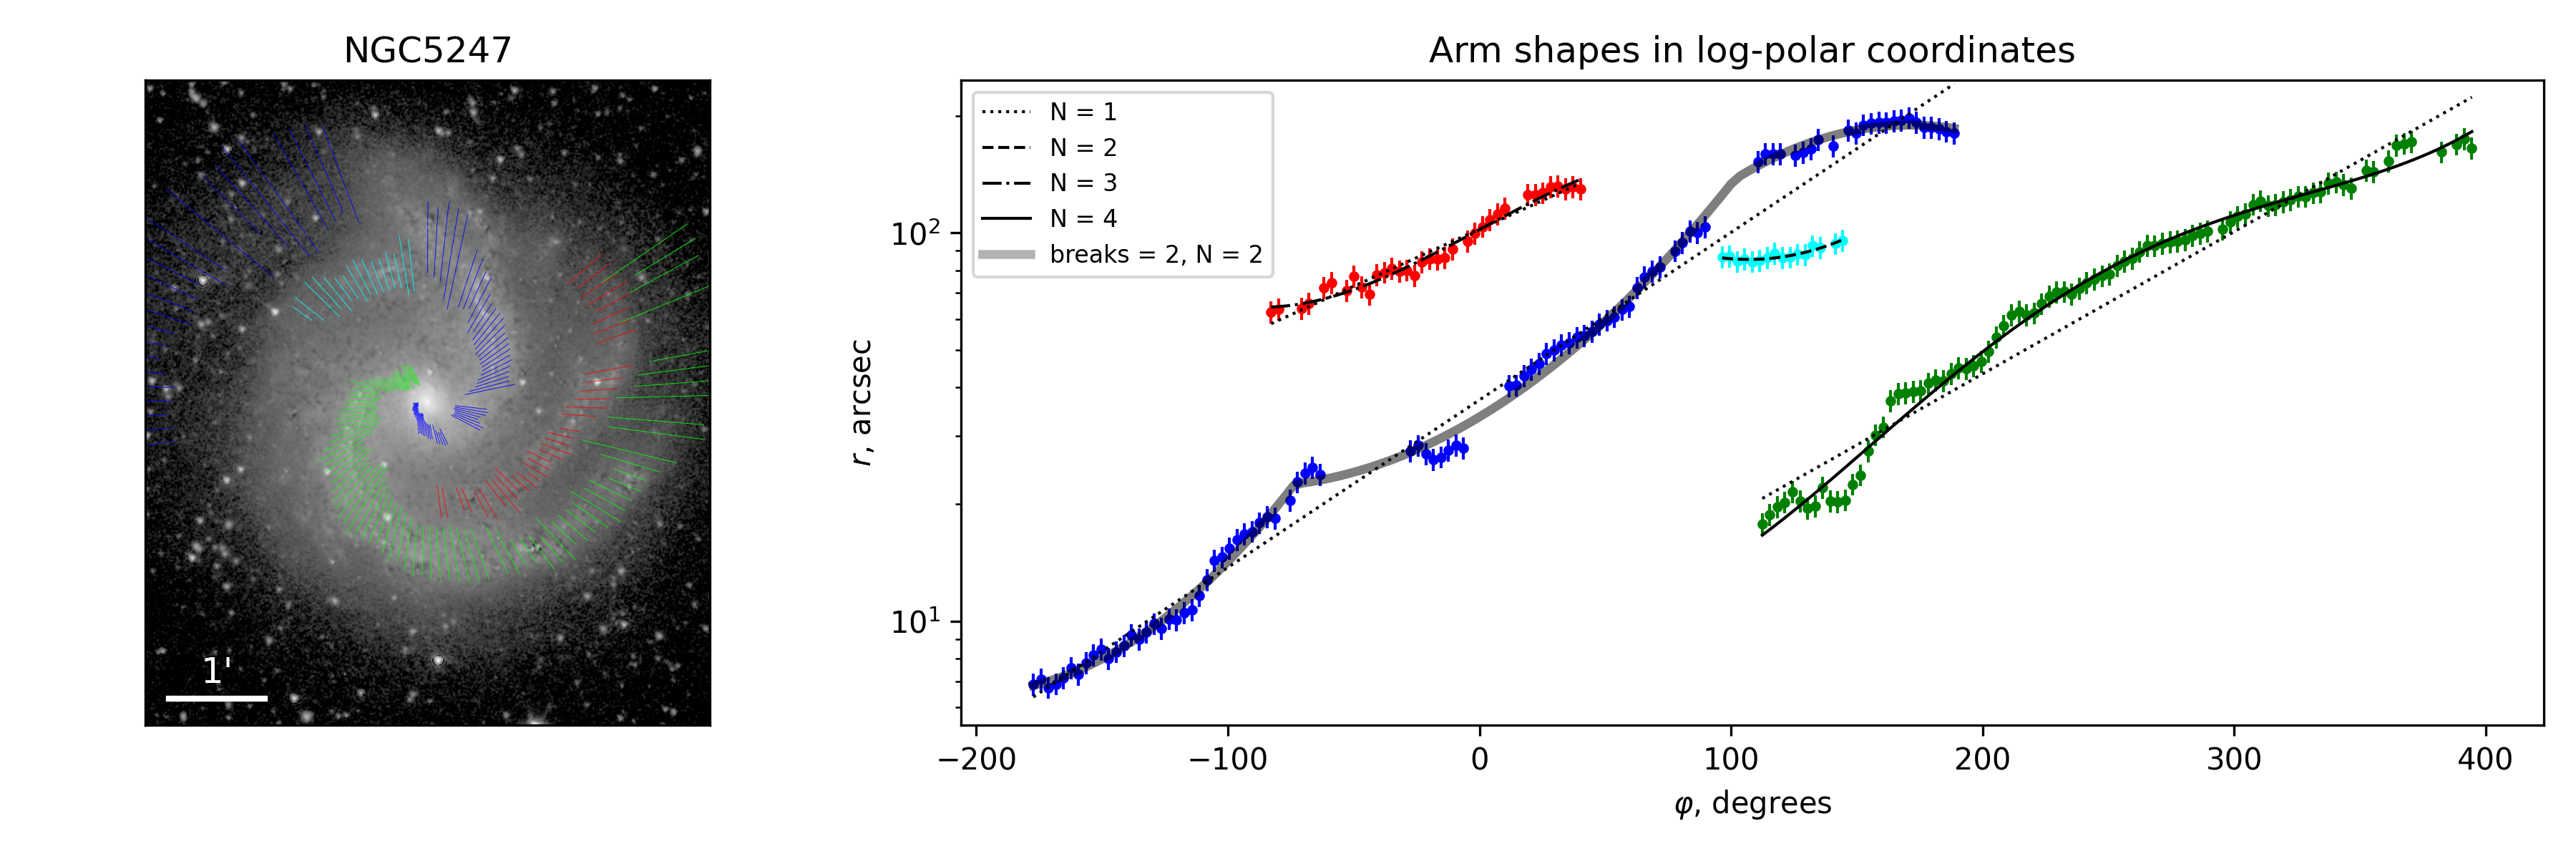 NGC5247
1'
Arm shapes in log-polar coordinates
N = 1
N = 2
N = 3
N = 4
breaks = 2, N = 2
10²
10¹
r, arcsec
−200 −100 0 100 200 300 400
φ, degrees